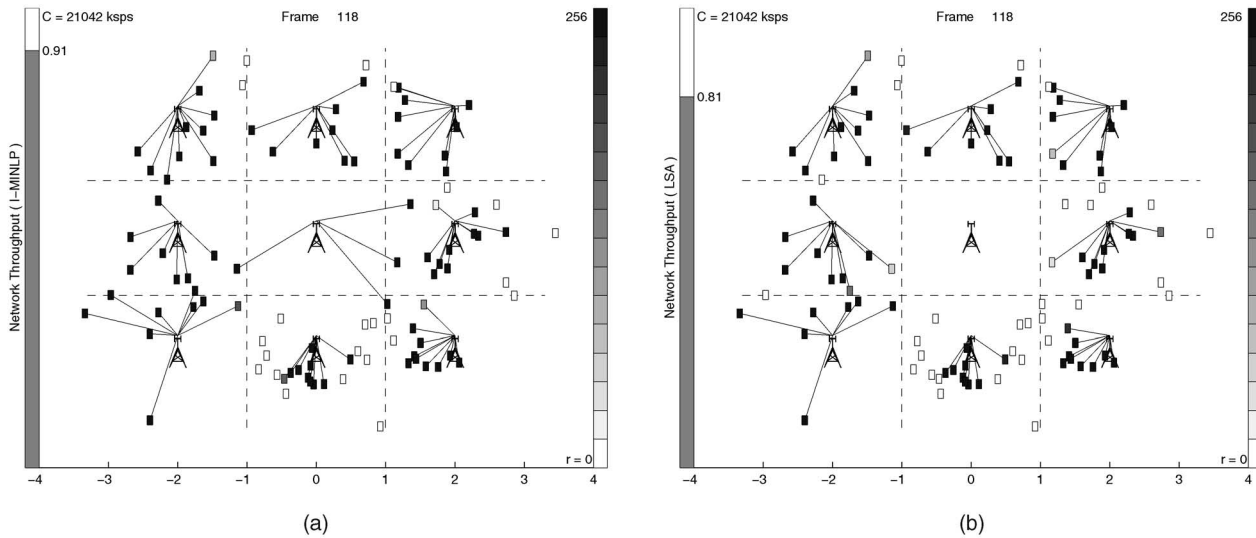 C = 21042 ksps Frame 118 256
0.91
Network Throughput ( I−MINLP )
r = 0
−4 −3 −2 −1 0 1 2 3 4
(a)
C = 21042 ksps Frame 118 256
0.81
Network Throughput ( LSA)
r = 0
−4 −3 −2 −1 0 1 2 3 4
(b)